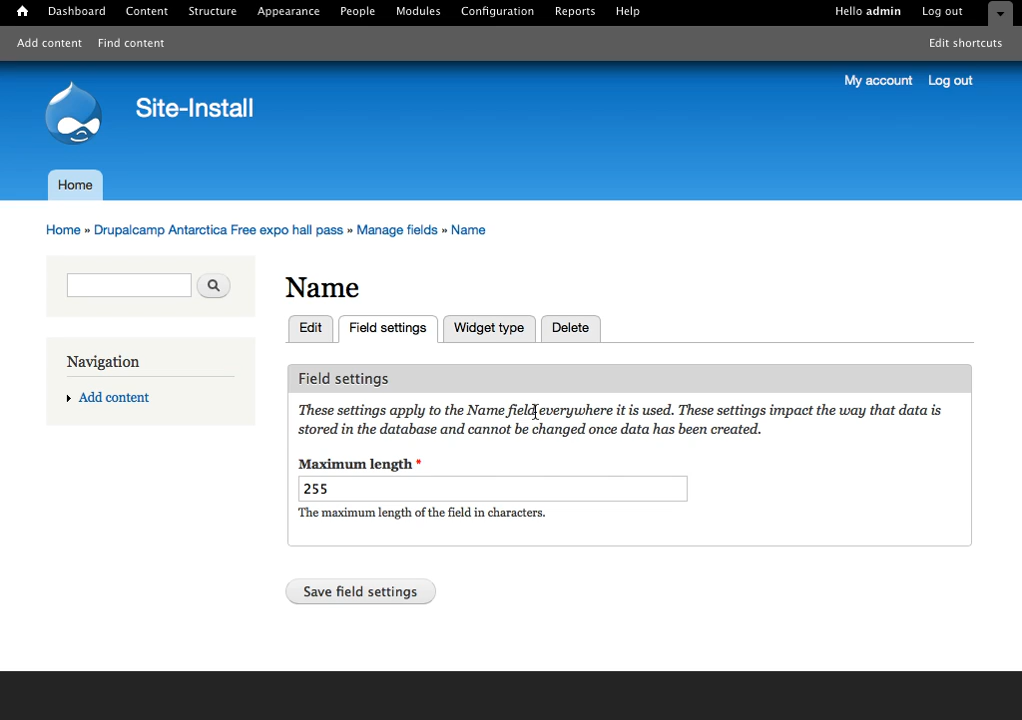 Dashboard Content Structure Appearance People Modules Configuration Reports Help Hello admin Log out
Add content Find content Edit shortcuts
My account Log out
Site-Install
Home
Home » Drupalcamp Antarctica Free expo hall pass » Manage fields » Name
Name
Edit Field settings Widget type Delete
Navigation
Add content
Field settings
These settings apply to the Name field everywhere it is used. These settings impact the way that data is
stored in the database and cannot be changed once data has been created.
Maximum length *
255
The maximum length of the field in characters.
Save field settings